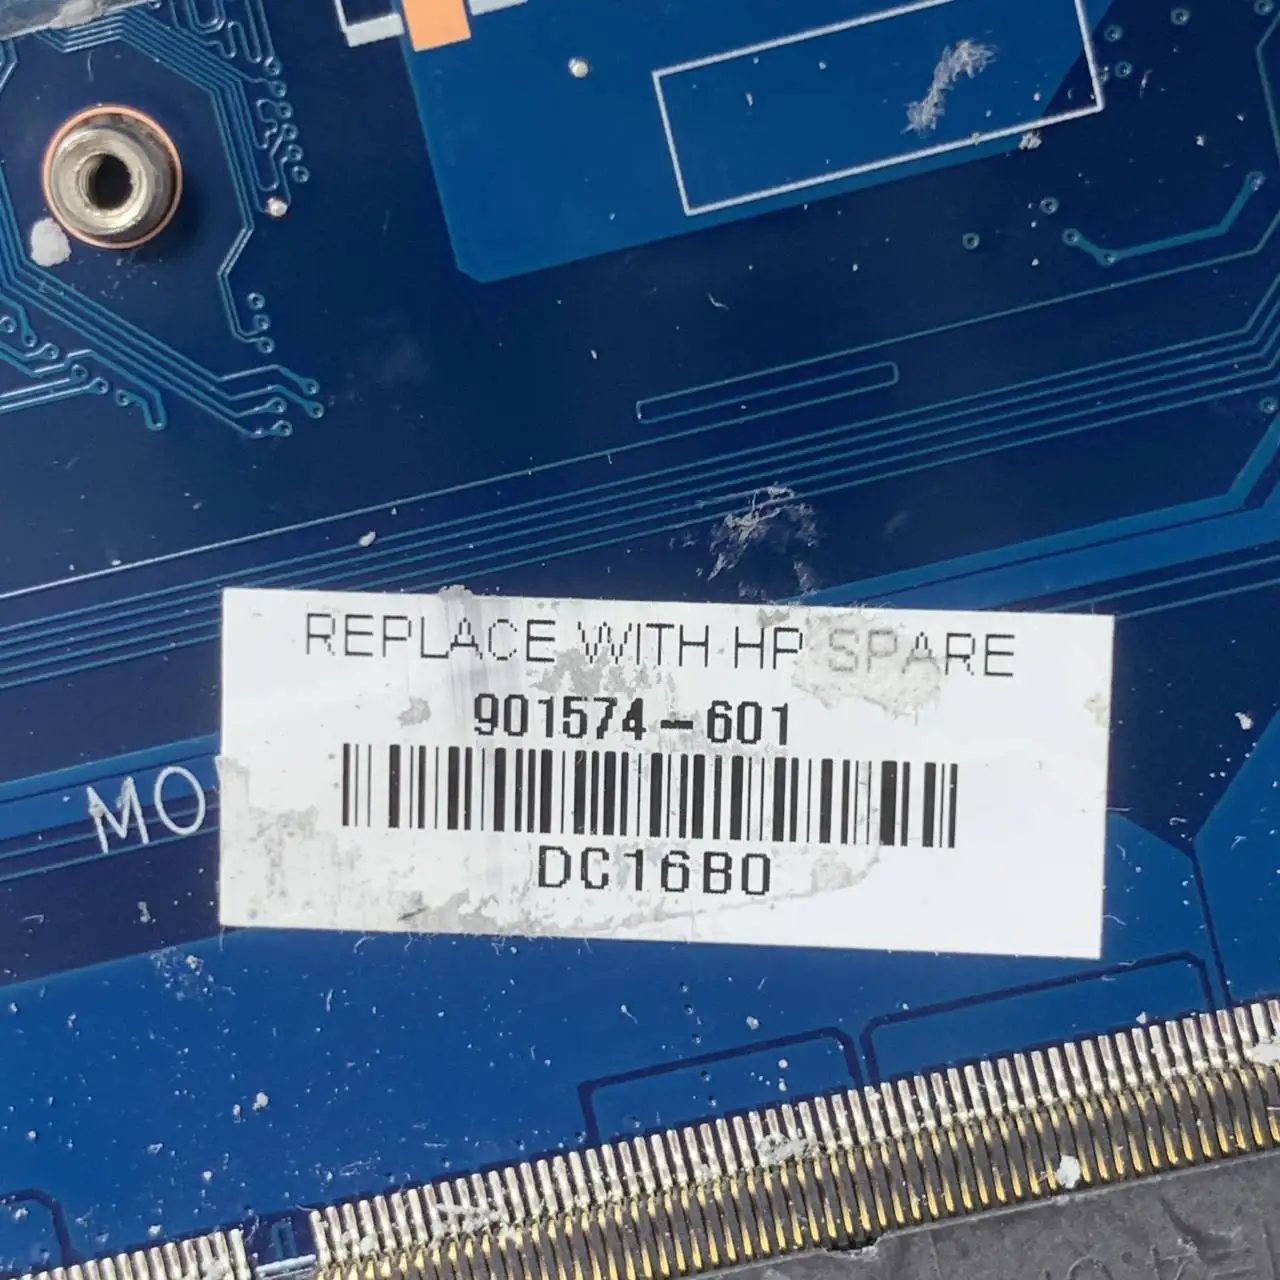 REPLACE WITH HP SPARE
901574-601
MO
DC16B0